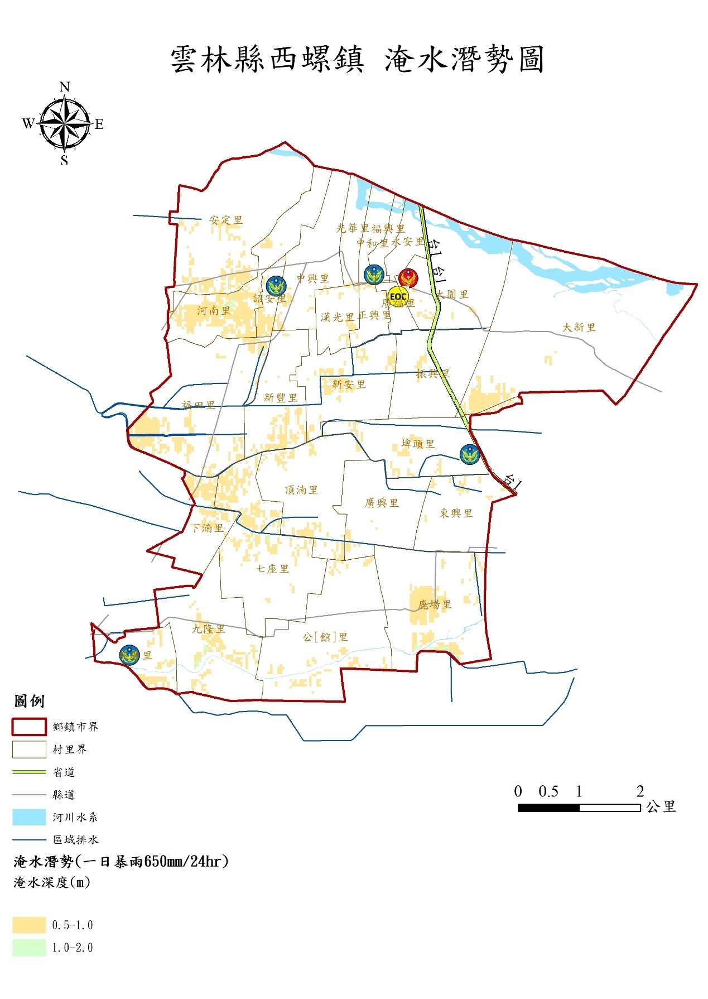 雲林縣西螺鎮 淹水潛勢圖
N
W
E
S
安定里
光華里
福興里
中和里
永安里
台1
台1
中興里
詔安里
EOC
廣福里
大園里
河南里
漢光里
正興里
大新里
新安里
振興里
新豐里
福田里
埤頭里
台1
頂湳里
廣興里
東興里
下湳里
七座里
鹿場里
九隆里
公[館]里
里
圖例
鄉鎮市界
村里界
省道
縣道
河川水系
區域排水
0 0.5 1 2
公里
淹水潛勢(一日暴雨650mm/24hr)
淹水深度(m)
0.5-1.0
1.0-2.0